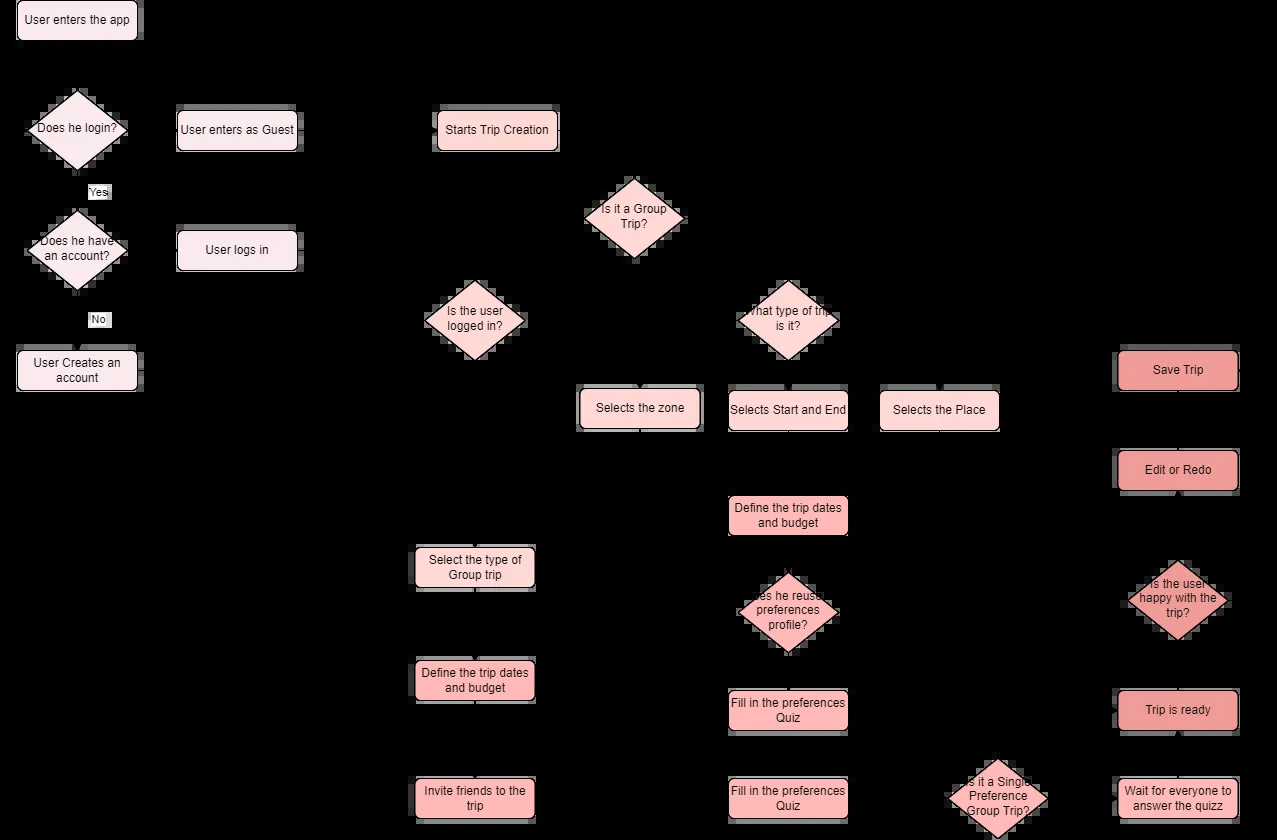 User enters the app
Does he login?
User enters as Guest
Starts Trip Creation
Yes
Is it a Group
Trip?
Does he have
an account?
User logs in
Is the user
logged in?
What type of trip
is it?
No
User Creates an
account
Save Trip
Selects the zone
Selects Start and End
Selects the Place
Edit or Redo
Define the trip dates
and budget
Select the type of
Group trip
Is the user
happy with the
trip?
reuse
preferences
profile?
Define the trip dates
and budget
Fill in the preferences
Quiz
Trip is ready
Invite friends to the
trip
Fill in the preferences
Quiz
is it a Single
Preference
Group Trip?
Wait for everyone to
answer the quizz